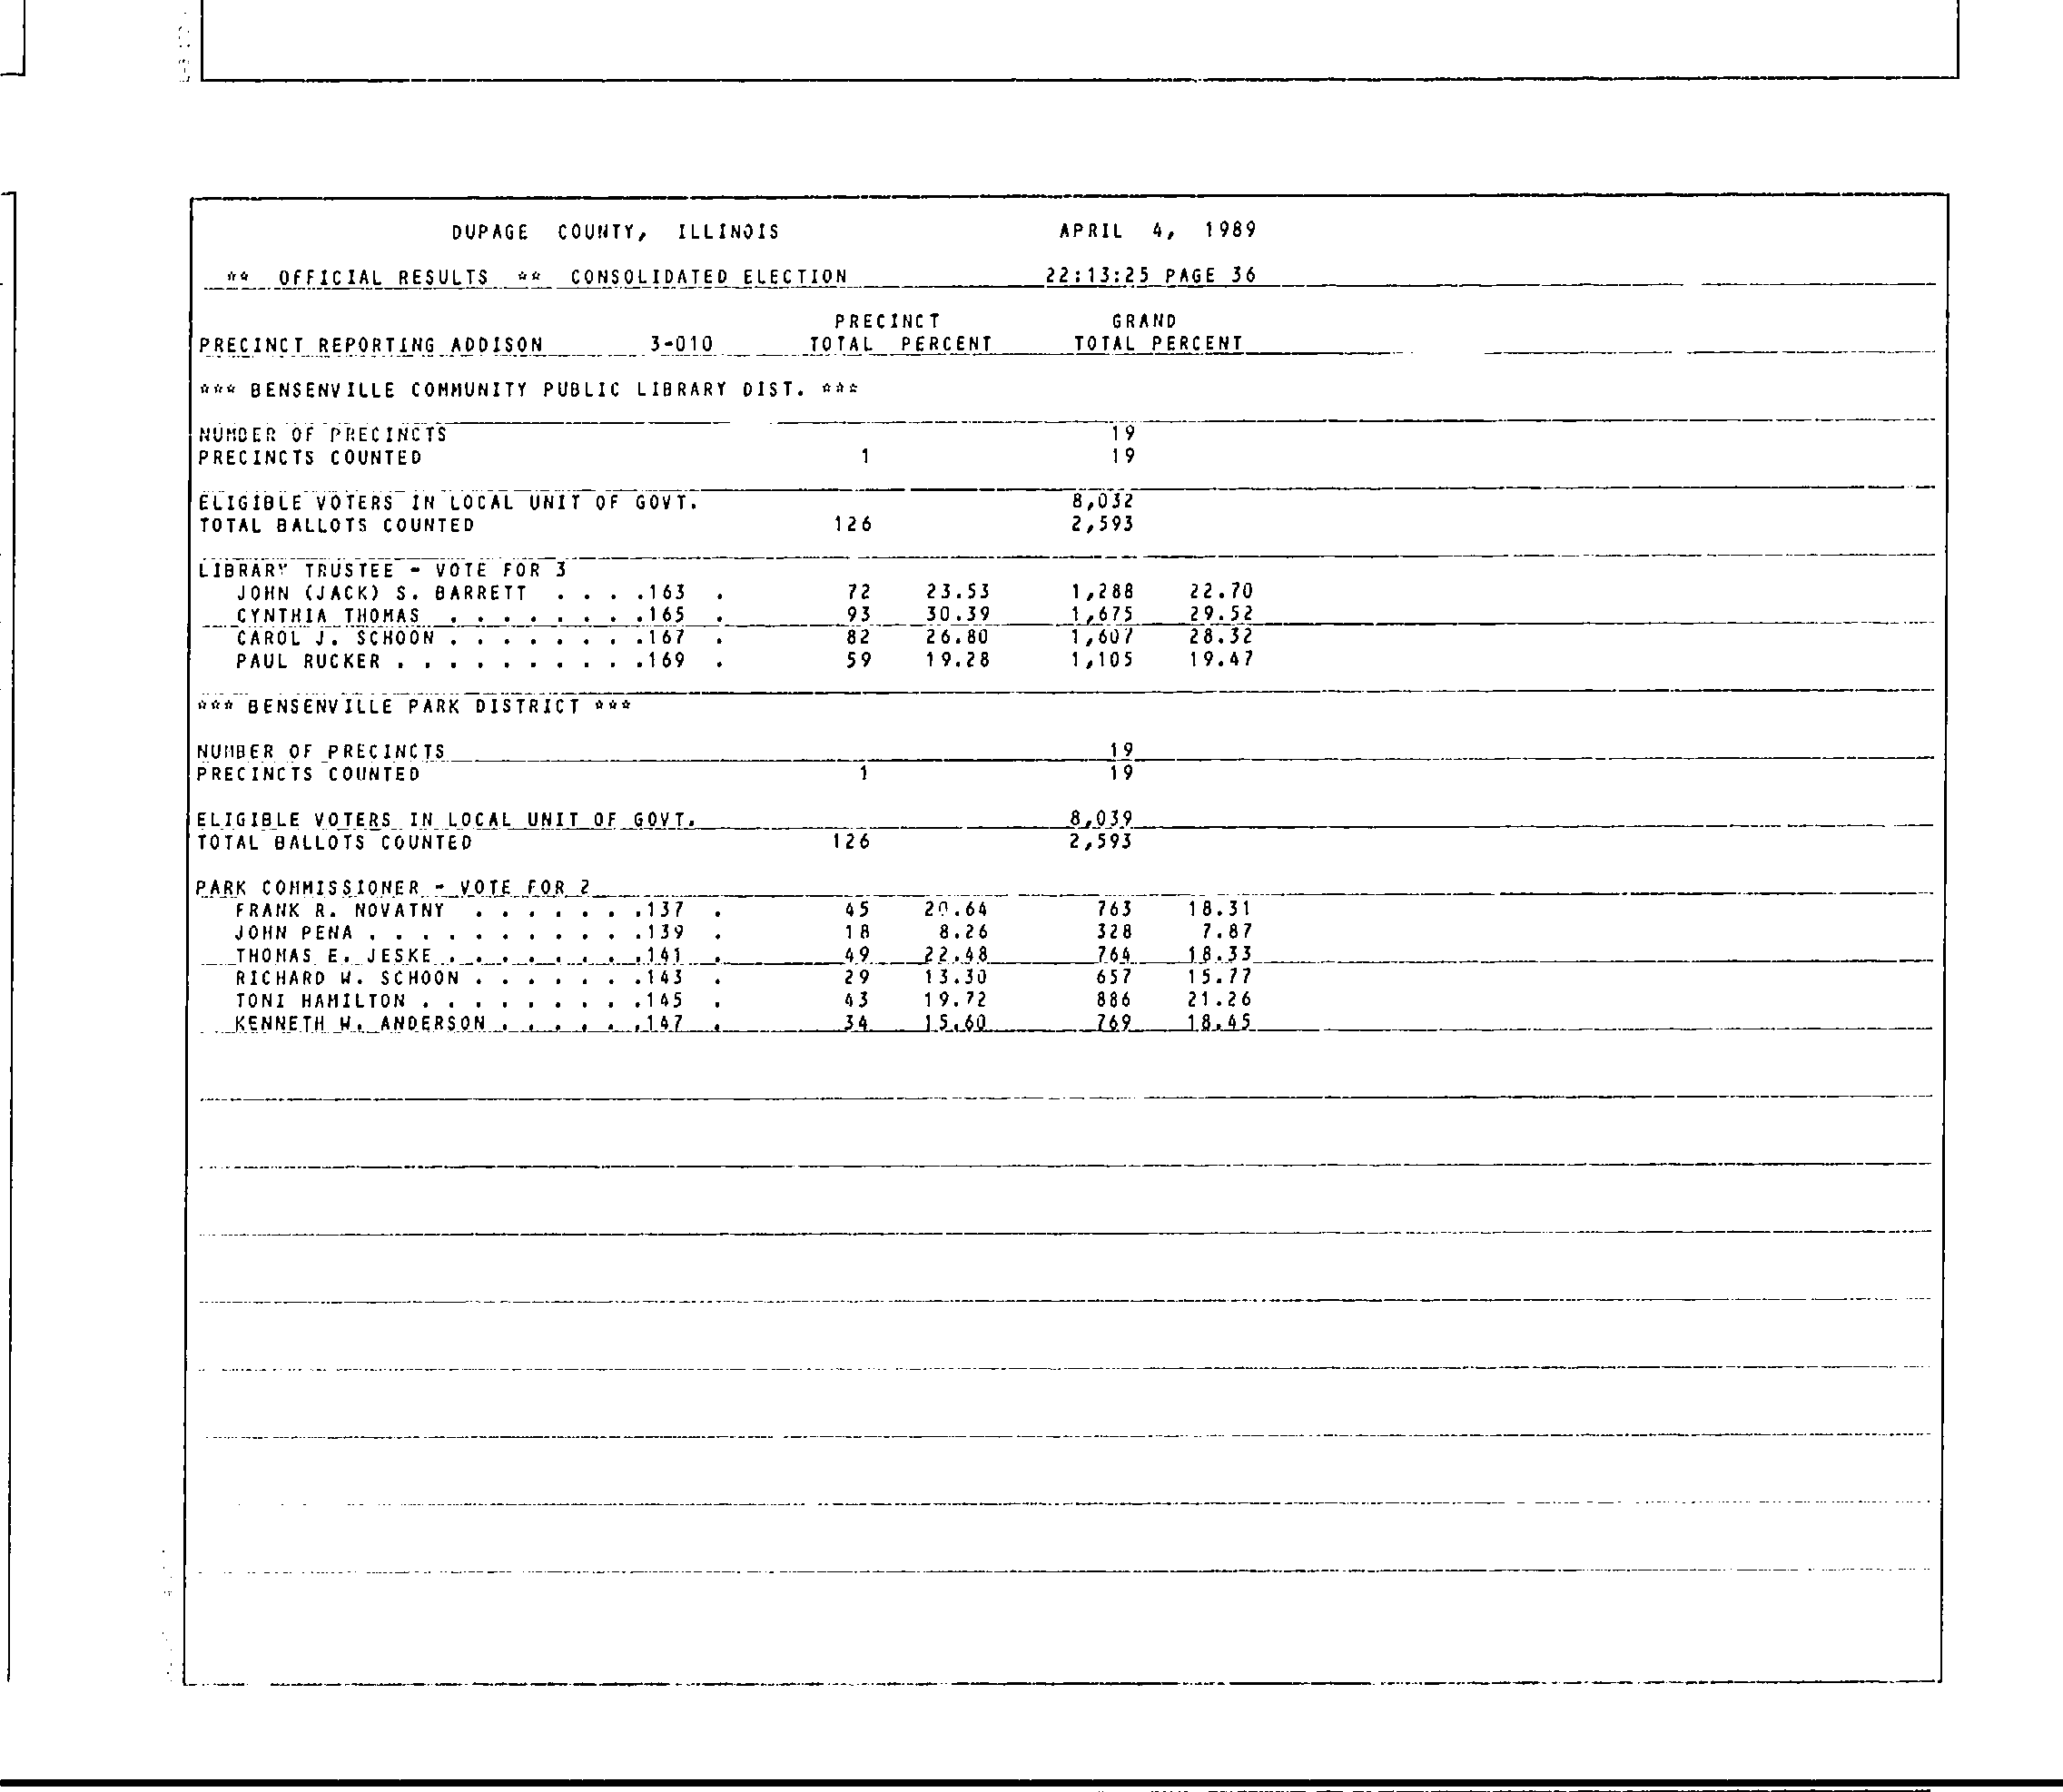 DUPAGE COUNTY, ILLINOIS APRIL 4, 1989
** OFFICIAL RESULTS ** CONSOLIDATED ELECTION 22:13:25 PAGE 36
PRECINCT GRAND
PRECINCT REPORTING ADDISON 3-010 TOTAL PERCENT TOTAL PERCENT
*** BENSENVILLE COMMUNITY PUBLIC LIBRARY DIST. ***
NUMBER OF PRECINCTS 19
PRECINCTS COUNTED 1 19
ELIGIBLE VOTERS IN LOCAL UNIT OF GOVT. 8,032
TOTAL BALLOTS COUNTED 126 2,593
LIBRARY TRUSTEE - VOTE FOR 3
JOHN (JACK) S. BARRETT . . . .163 . 72 23.53 1,288 22.70
CYNTHIA THOMAS . . . . . . . .165 . 93 30.39 1,675 29.52
CAROL J. SCHOON . . . . . . . .167 . 82 26.80 1,607 28.32
PAUL RUCKER . . . . . . . . . .169 . 59 19.28 1,105 19.47
*** BENSENVILLE PARK DISTRICT ***
NUMBER OF PRECINCTS 19
PRECINCTS COUNTED 1 19
ELIGIBLE VOTERS IN LOCAL UNIT OF GOVT. 8,039
TOTAL BALLOTS COUNTED 126 2,593
PARK COMMISSIONER - VOTE FOR 2
FRANK R. NOVATNY . . . . . . .137 . 45 20.64 763 18.31
JOHN PENA . . . . . . . . . . .139 . 18 8.26 328 7.87
THOMAS E. JESKE . . . . . . . .141 . 49 22.48 764 18.33
RICHARD W. SCHOON . . . . . . .143 . 29 13.30 657 15.77
TONI HAMILTON . . . . . . . . .145 . 43 19.72 886 21.26
KENNETH W. ANDERSON . . . . . .147 . 34 15.60 769 18.45